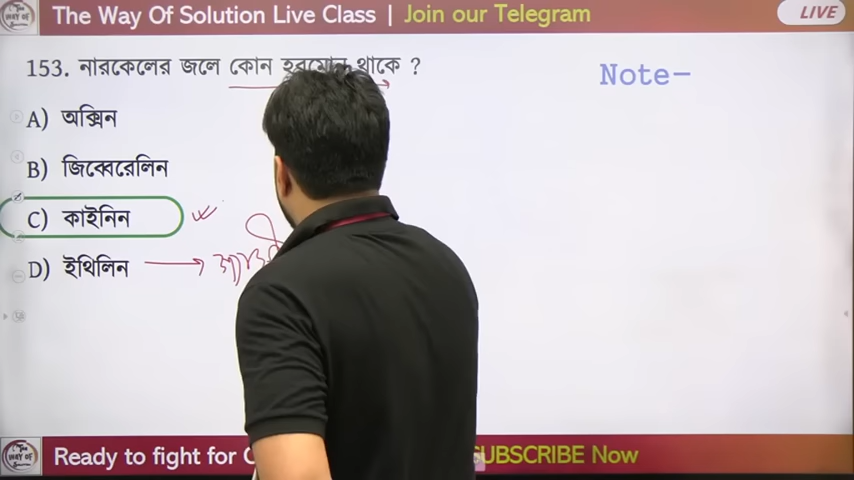 The Way Of Solution Live Class | Join our Telegram
LIVE
153. নারকেলের জলে কোন হরমোন থাকে ?
Note-
A) অক্সিন
B) জিব্বেরেলিন
C) কাইনিন
D) ইথিলিন
Ready to fight for
SUBSCRIBE Now